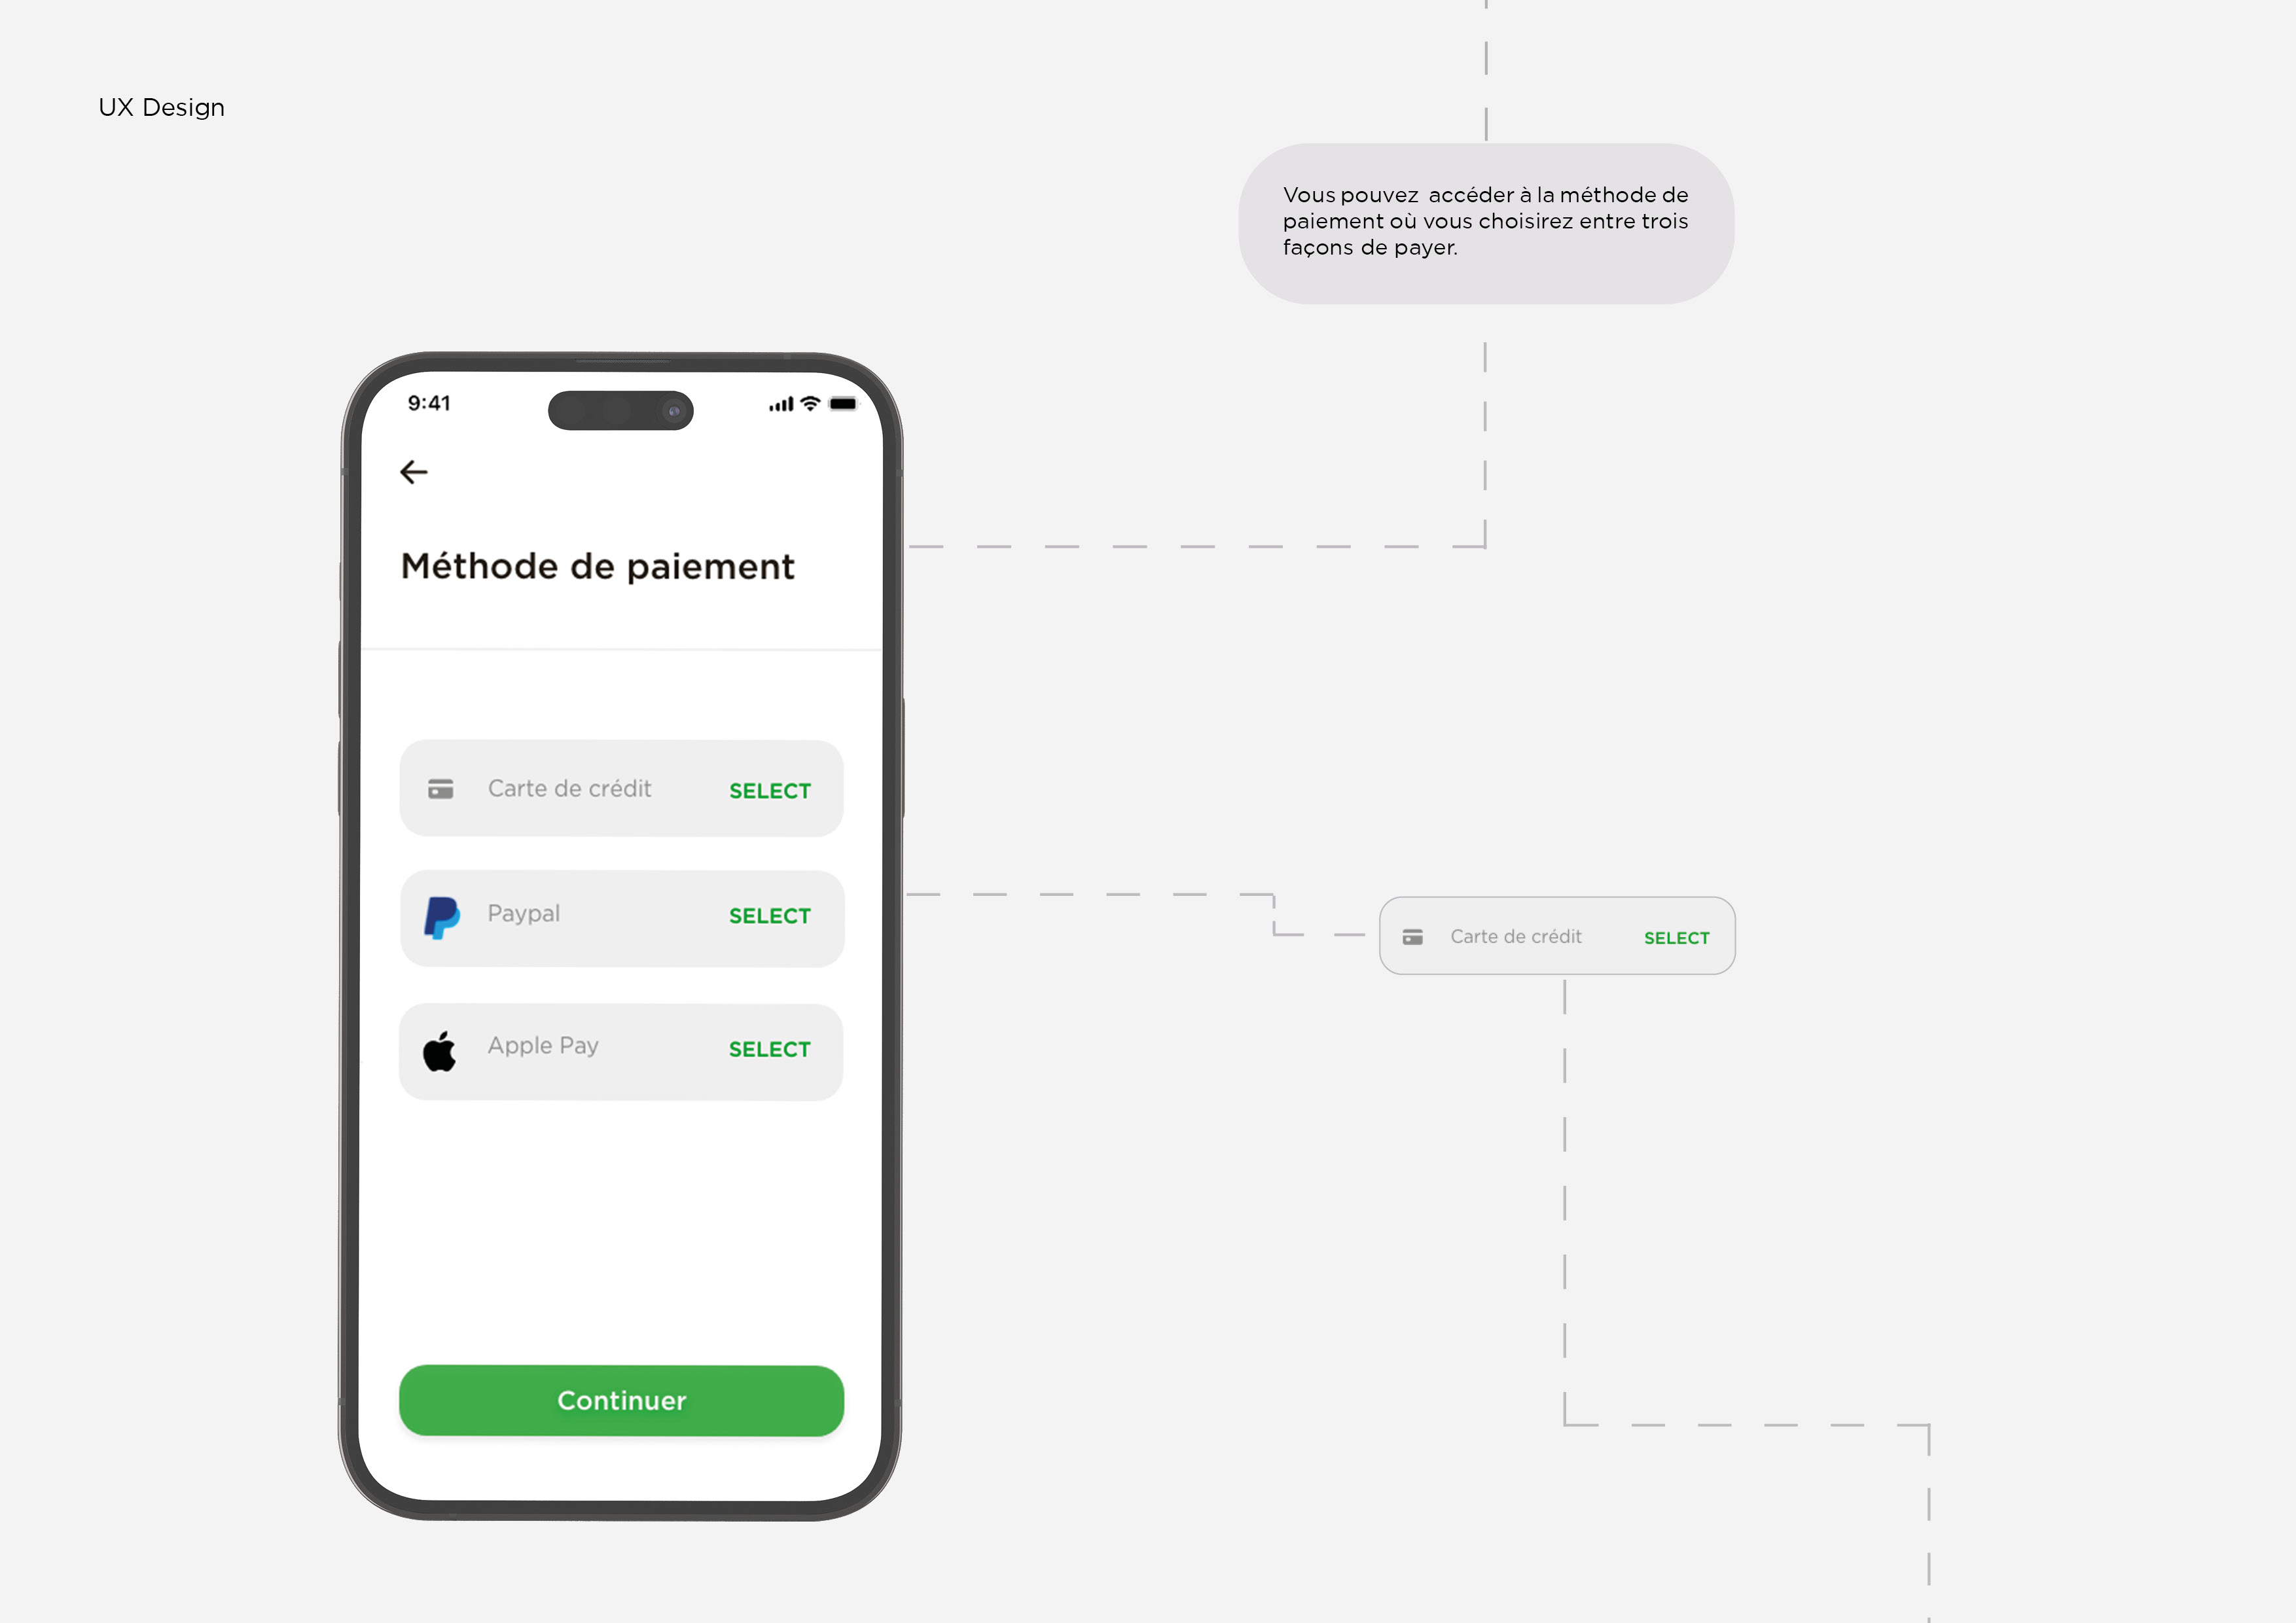 UX Design
Vous pouvez accéder à la méthode de
paiement où vous choisirez entre trois
façons de payer.
9:41
Méthode de paiement
Carte de crédit SELECT
Paypal SELECT
Apple Pay SELECT
Continuer
Carte de crédit SELECT